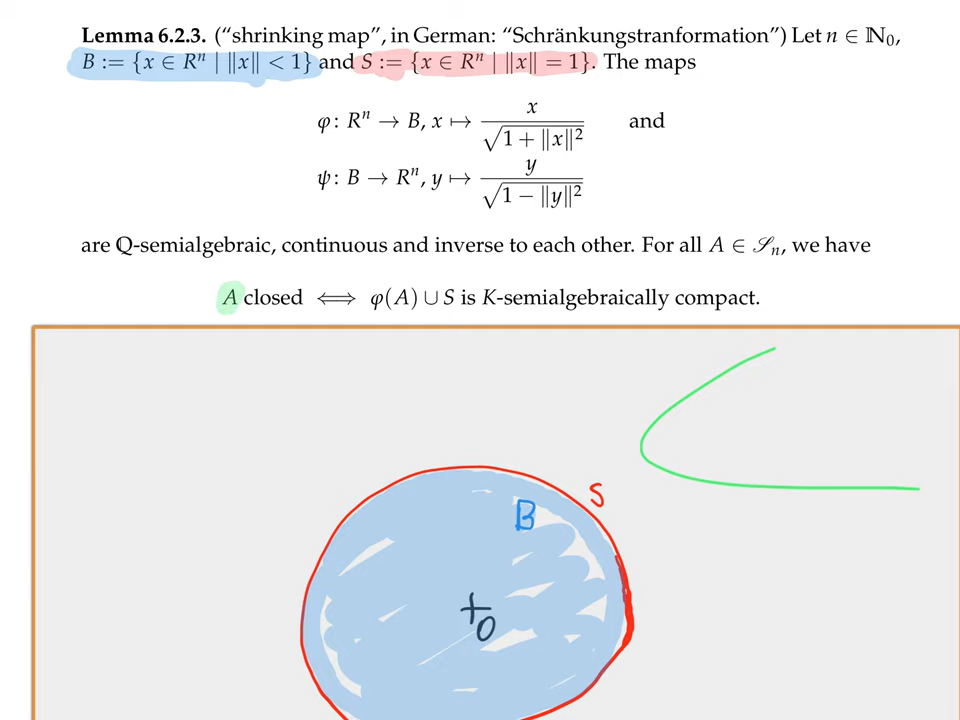 Lemma 6.2.3. (“shrinking map”, in German: “Schränkungstranformation”) Let n ∈ ℕ₀,
B := {x ∈ Rⁿ | ‖x‖ < 1} and S := {x ∈ Rⁿ | ‖x‖ = 1}. The maps
φ: Rⁿ → B, x ↦ x / √(1 + ‖x‖²) and
ψ: B → Rⁿ, y ↦ y / √(1 − ‖y‖²)
are ℚ-semialgebraic, continuous and inverse to each other. For all A ∈ 𝒮ₙ, we have
A closed ⟺ φ(A) ∪ S is K-semialgebraically compact.
S
B
0